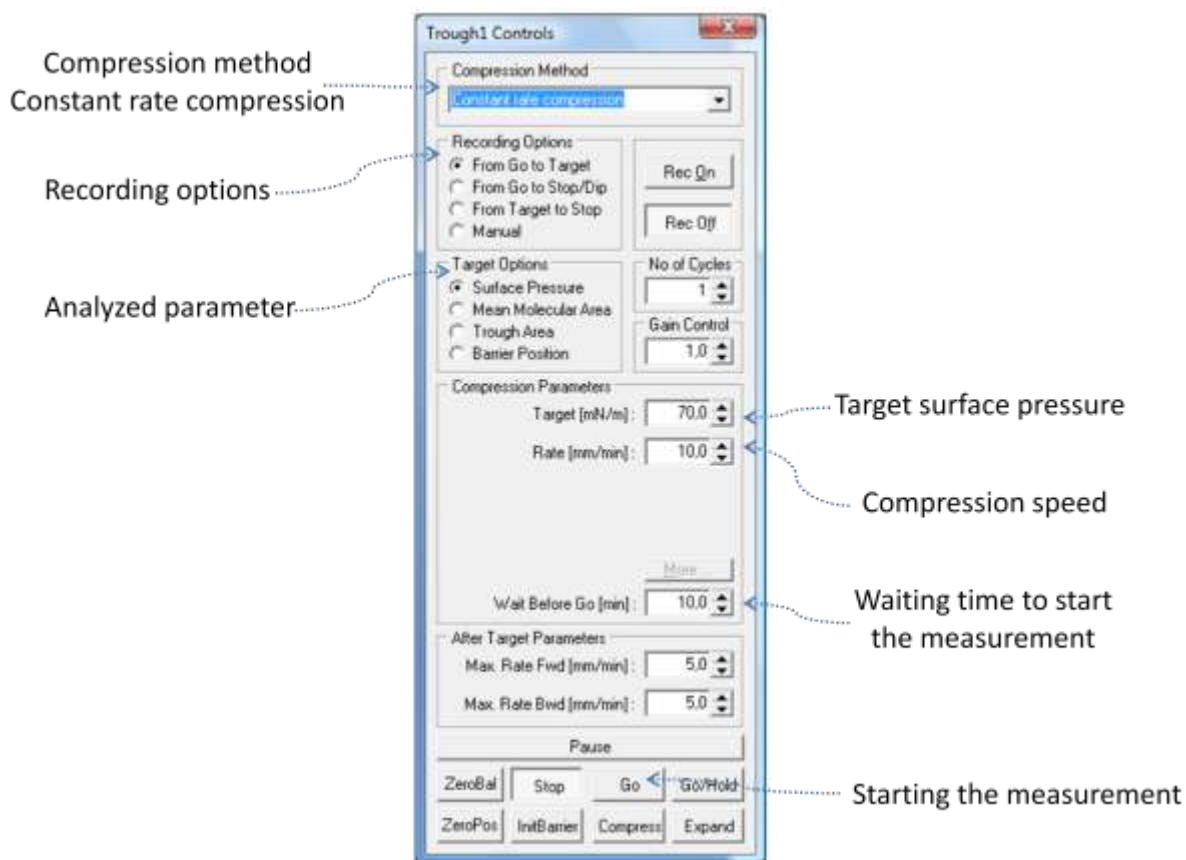 Trough1 Controls
Compression method
Constant rate compression
Compression Method
Constant rate compression
Recording options
Recording Options
From Go to Target
From Go to Stop/Dip
From Target to Stop
Manual
Rec On
Rec Off
Analyzed parameter
Target Options
Surface Pressure
Mean Molecular Area
Trough Area
Barrier Position
No of Cycles
1
Gain Control
1,0
Compression Parameters
Target [mN/m] : 70,0
Target surface pressure
Rate [mm/min] : 10,0
Compression speed
More
Wait Before Go [min] : 10,0
Waiting time to start
the measurement
After Target Parameters
Max. Rate Fwd [mm/min] : 5,0
Max. Rate Bwd [mm/min] : 5,0
Pause
ZeroBal Stop Go Go/Hold
Starting the measurement
ZeroPos InitBarrier Compress Expand